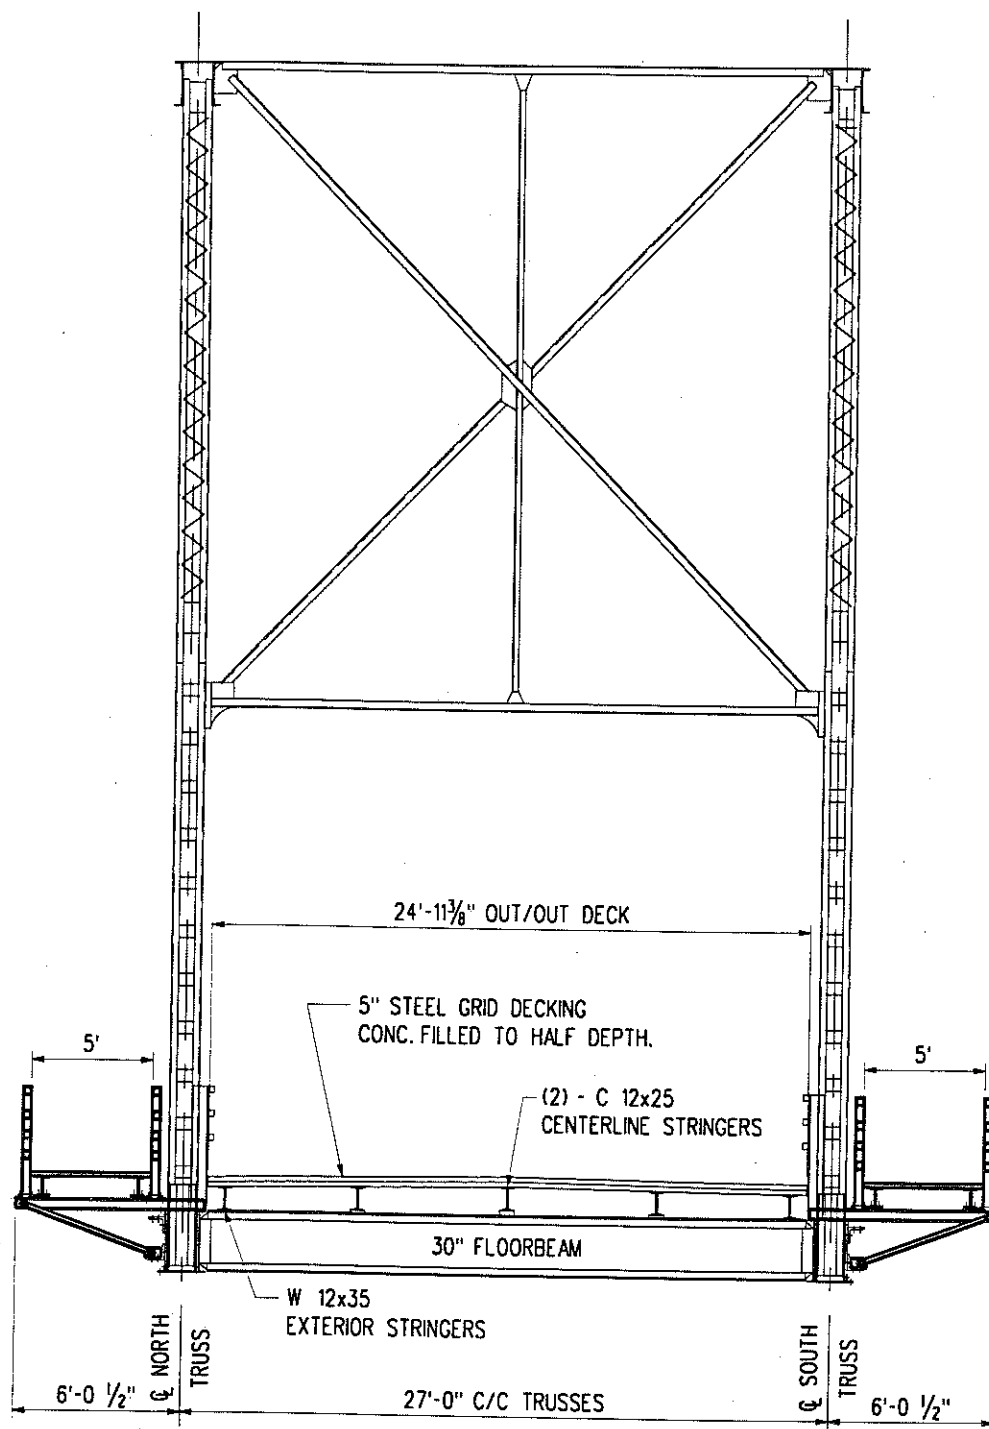 24'-11⅜" OUT/OUT DECK
5" STEEL GRID DECKING
CONC. FILLED TO HALF DEPTH.
5'
5'
(2) - C 12x25
CENTERLINE STRINGERS
30" FLOORBEAM
W 12x35
EXTERIOR STRINGERS
℄ NORTH
TRUSS
℄ SOUTH
TRUSS
6'-0 ½"
27'-0" C/C TRUSSES
6'-0 ½"